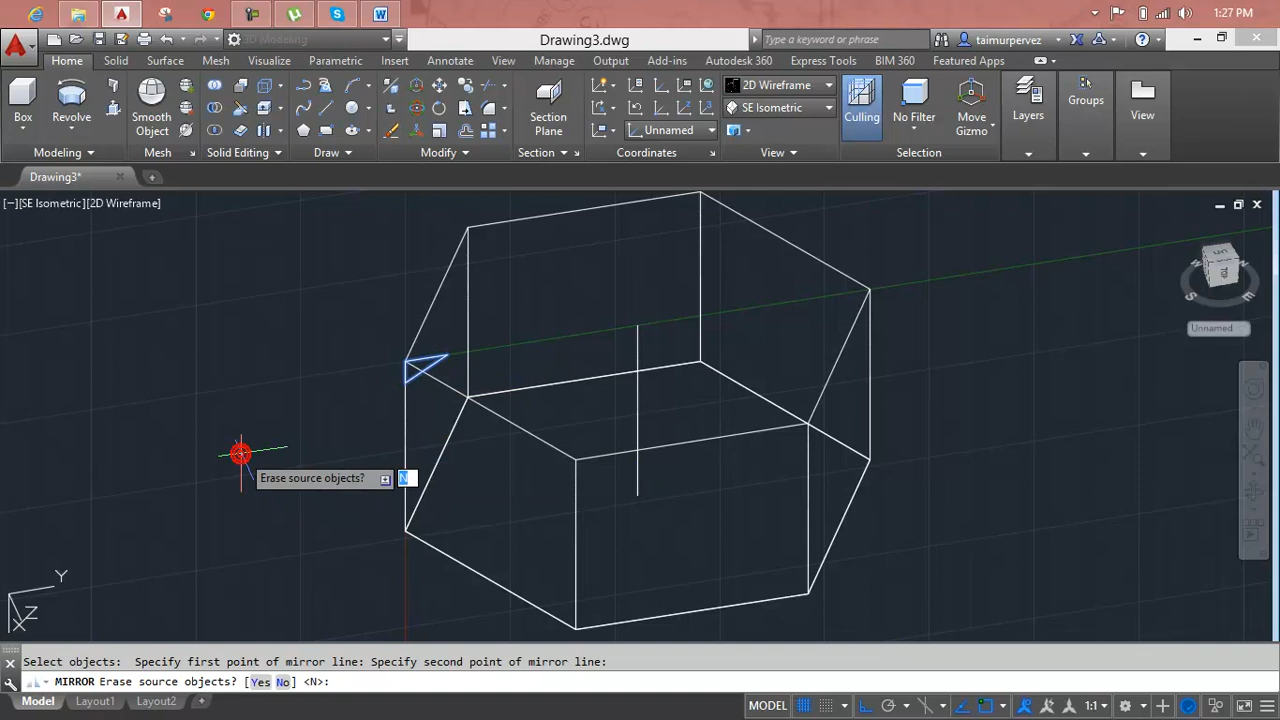 1:27 PM
3D Modeling
Drawing3.dwg
Type a keyword or phrase
taimurpervez
Home Solid Surface Mesh Visualize Parametric Insert Annotate View Manage Output Add-ins Autodesk 360 Express Tools BIM 360 Featured Apps
2D Wireframe
SE Isometric
Unnamed
Box Revolve Smooth Object Section Plane Culling No Filter Move Gizmo Layers Groups View
Modeling Mesh Solid Editing Draw Modify Section Coordinates View Selection
Drawing3*
[−][SE Isometric][2D Wireframe]
S E
Unnamed
Erase source objects? N
Y
Z
X
Select objects: Specify first point of mirror line: Specify second point of mirror line:
MIRROR Erase source objects? [Yes No] <N>:
Model Layout1 Layout2 +
MODEL 1:1